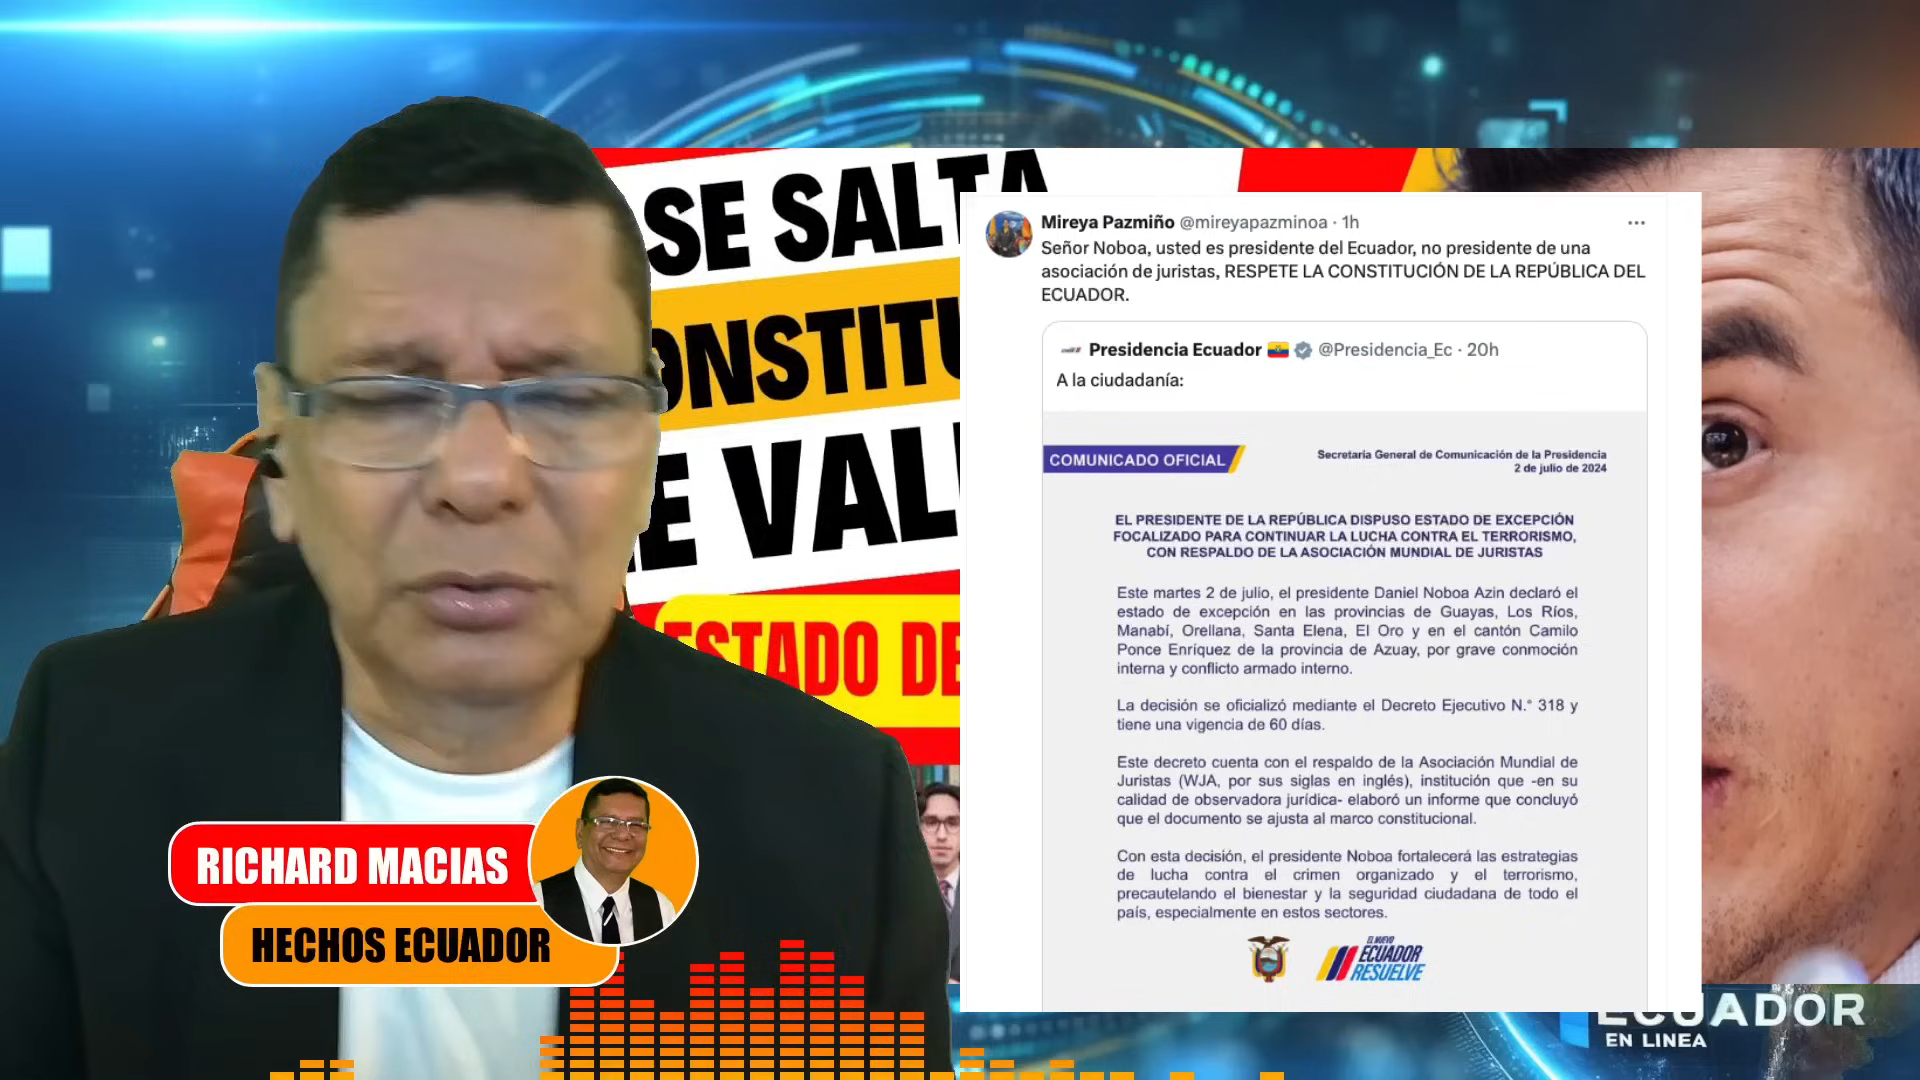 SE SALTA
ONSTITU
E VAL
ESTADO DE
Mireya Pazmiño @mireyapazminoa · 1h
Señor Noboa, usted es presidente del Ecuador, no presidente de una
asociación de juristas, RESPETE LA CONSTITUCIÓN DE LA REPÚBLICA DEL
ECUADOR.
Presidencia Ecuador @Presidencia_Ec · 20h
A la ciudadanía:
COMUNICADO OFICIAL
Secretaría General de Comunicación de la Presidencia
2 de julio de 2024
EL PRESIDENTE DE LA REPÚBLICA DISPUSO ESTADO DE EXCEPCIÓN
FOCALIZADO PARA CONTINUAR LA LUCHA CONTRA EL TERRORISMO,
CON RESPALDO DE LA ASOCIACIÓN MUNDIAL DE JURISTAS
Este martes 2 de julio, el presidente Daniel Noboa Azin declaró el
estado de excepción en las provincias de Guayas, Los Ríos,
Manabí, Orellana, Santa Elena, El Oro y en el cantón Camilo
Ponce Enríquez de la provincia de Azuay, por grave conmoción
interna y conflicto armado interno.
La decisión se oficializó mediante el Decreto Ejecutivo N.° 318 y
tiene una vigencia de 60 días.
Este decreto cuenta con el respaldo de la Asociación Mundial de
Juristas (WJA, por sus siglas en inglés), institución que -en su
calidad de observadora jurídica- elaboró un informe que concluyó
que el documento se ajusta al marco constitucional.
Con esta decisión, el presidente Noboa fortalecerá las estrategias
de lucha contra el crimen organizado y el terrorismo,
precautelando el bienestar y la seguridad ciudadana de todo el
país, especialmente en estos sectores.
EL NUEVO
ECUADOR
RESUELVE
RICHARD MACIAS
HECHOS ECUADOR
ECUADOR
EN LINEA